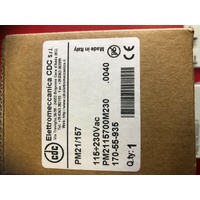 Made in Italy
Elettromeccanica CDC S.r.l.
CDC
PM21/157
115÷230Vac
PM2115700M230
.0040
170-55-935
Q.ty: 1